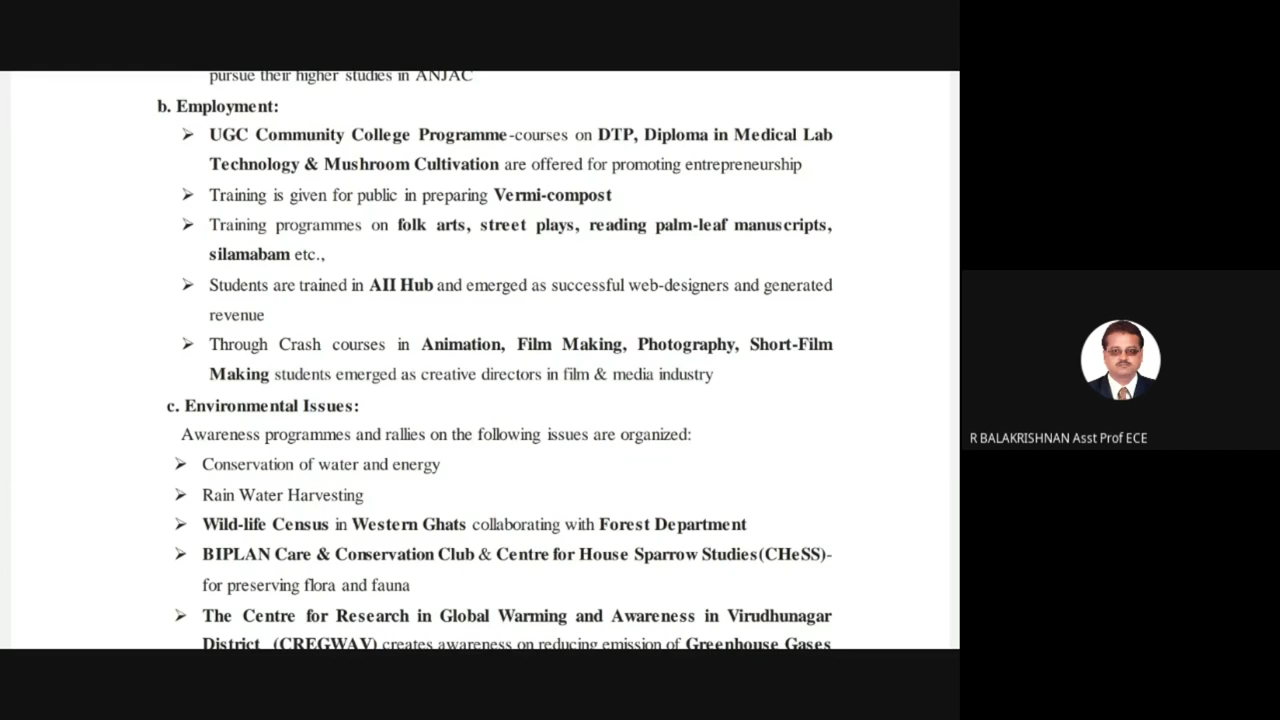 pursue their higher studies in ANJAC
b. Employment:
➢ UGC Community College Programme-courses on DTP, Diploma in Medical Lab
Technology & Mushroom Cultivation are offered for promoting entrepreneurship
➢ Training is given for public in preparing Vermi-compost
➢ Training programmes on folk arts, street plays, reading palm-leaf manuscripts,
silamabam etc.,
➢ Students are trained in AII Hub and emerged as successful web-designers and generated
revenue
➢ Through Crash courses in Animation, Film Making, Photography, Short-Film
Making students emerged as creative directors in film & media industry
c. Environmental Issues:
Awareness programmes and rallies on the following issues are organized:
➢ Conservation of water and energy
➢ Rain Water Harvesting
➢ Wild-life Census in Western Ghats collaborating with Forest Department
➢ BIPLAN Care & Conservation Club & Centre for House Sparrow Studies(CHeSS)-
for preserving flora and fauna
➢ The Centre for Research in Global Warming and Awareness in Virudhunagar
District (CREGWAV) creates awareness on reducing emission of Greenhouse Gases
R BALAKRISHNAN Asst Prof ECE